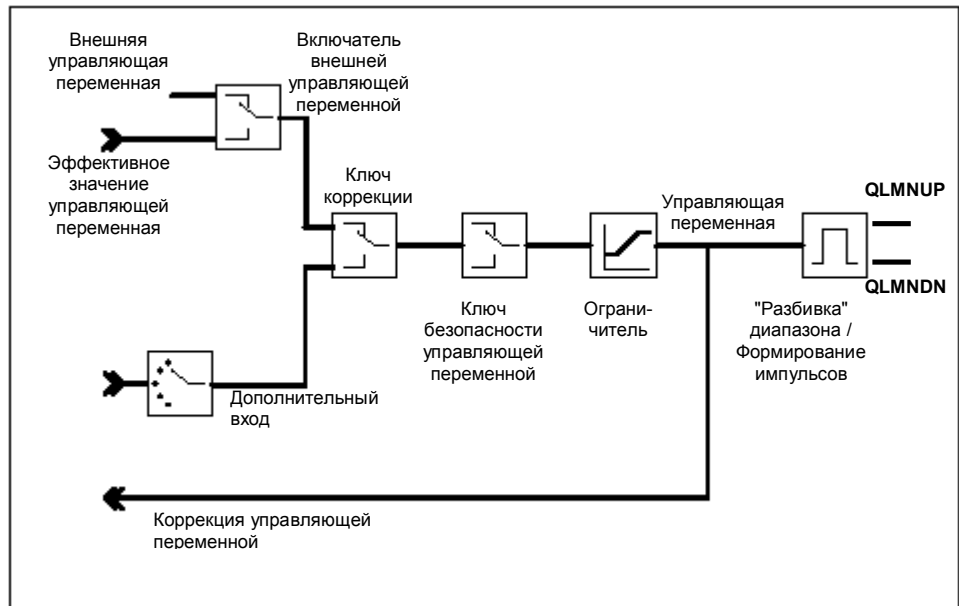 Внешняя
управляющая
переменная
Включатель
внешней
управляющей
переменной
Эффективное
значение
управляющей
переменная
Ключ
коррекции
Управляющая
переменная
QLMNUP
QLMNDN
Ключ
безопасности
управляющей
переменной
Ограни-
читель
"Разбивка"
диапазона /
Формирование
импульсов
Дополнительный
вход
Коррекция управляющей
переменной